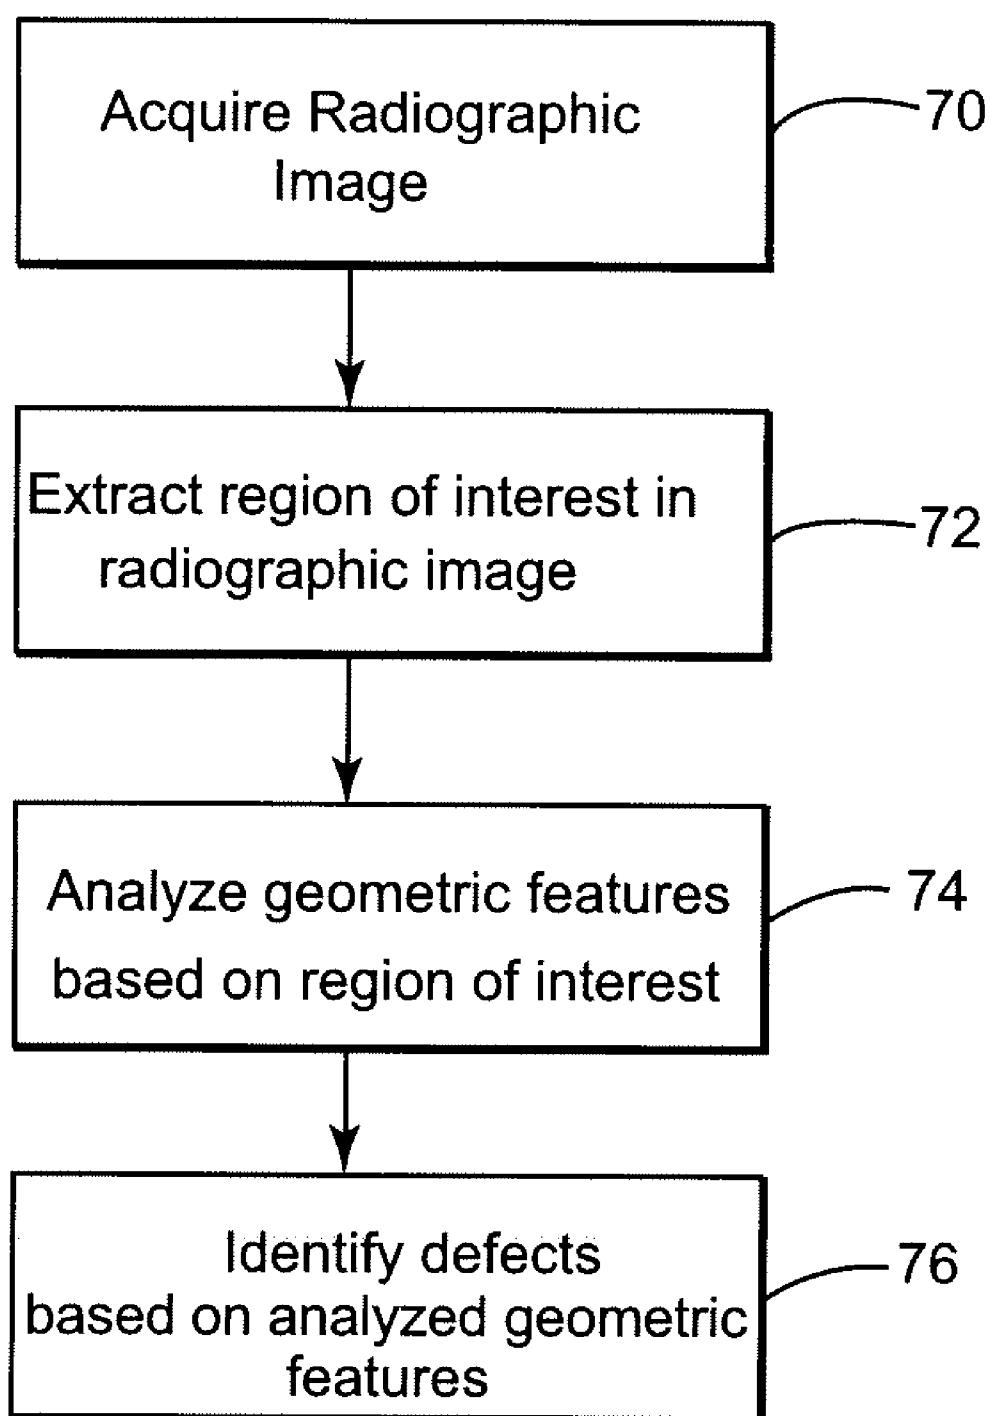 Acquire Radiographic
Image
70
Extract region of interest in
radiographic image
72
Analyze geometric features
based on region of interest
74
Identify defects
based on analyzed geometric
features
76